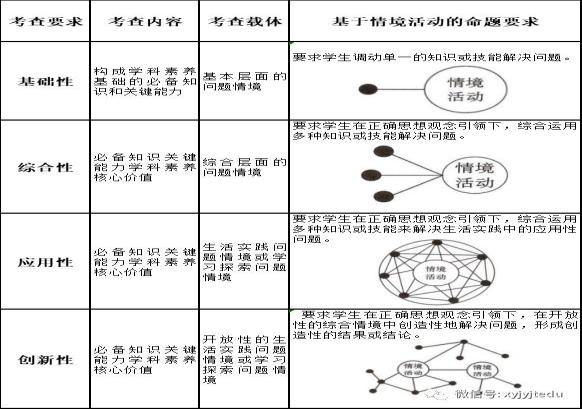 考查要求 考查内容 考查载体 基于情境活动的命题要求
基础性
构成学科素养
基础的必备知
识和关键能力
基本层面的
问题情境
要求学生调动单一的知识或技能解决问题。
情境
活动
综合性
必备知识关键
能力学科素养
核心价值
综合层面的
问题情境
要求学生在正确思想观念引领下，综合运用
多种知识或技能解决问题。
情境
活动
应用性
必备知识关键
能力学科素养
核心价值
生活实践问
题情境或学
习探索问题
情境
要求学生在正确思想观念引领下，综合运用
多种知识或技能来解决生活实践中的应用性
问题。
情境
活动
创新性
必备知识关键
能力学科素养
核心价值
开放性的生
活实践问题
情境或学习
探索问题情
境
要求学生在正确思想观念引领下，在开放
性的综合情境中创造性地解决问题，形成创
造性的结果或结论。
情境
活动
情境
活动
微信号: xyjyjtedu